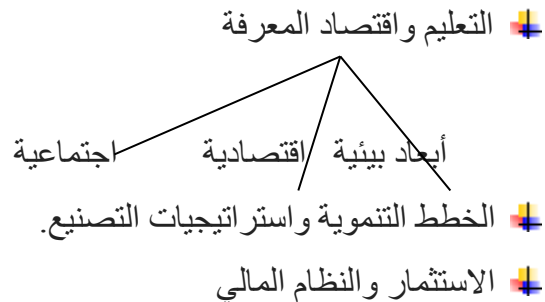 التعليم واقتصاد المعرفة
أبعاد بيئية اقتصادية اجتماعية
الخطط التنموية واستراتيجيات التصنيع.
الاستثمار والنظام المالي